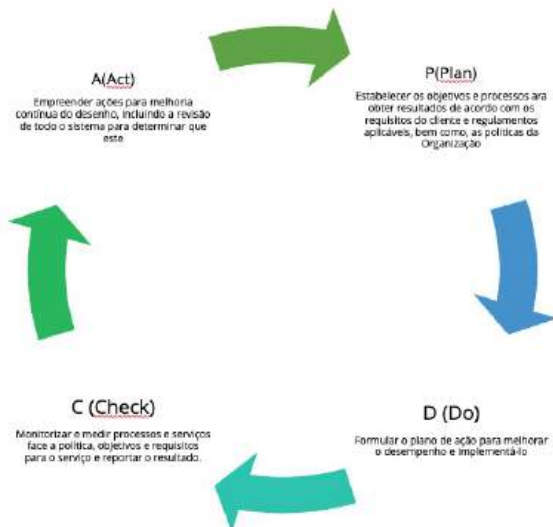 A(Act)
Empreender ações para melhoria
contínua do desenho, incluindo a revisão
de todo o sistema para determinar que
este
P(Plan)
Estabelecer os objetivos e processos ara
obter resultados de acordo com os
requisitos do cliente e regulamentos
aplicáveis, bem como, as políticas da
Organização
C (Check)
Monitorizar e medir processos e serviços
face a política, objetivos e requisitos
para o serviço e reportar o resultado.
D (Do)
Formular o plano de ação para melhorar
o desempenho e implementá-lo